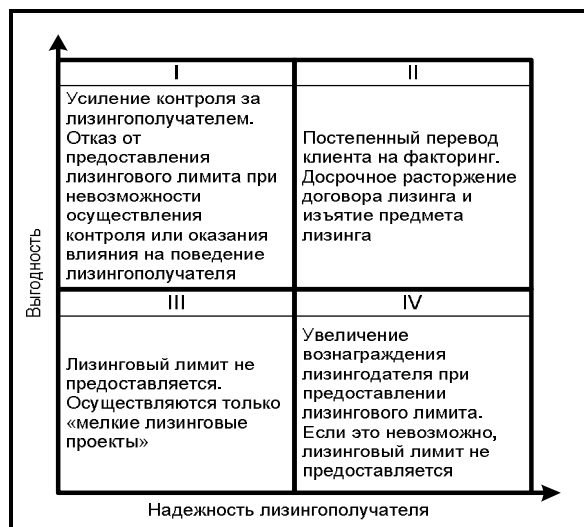 I
Усиление контроля за
лизингополучателем.
Отказ от
предоставления
лизингового лимита при
невозможности
осуществления
контроля или оказания
влияния на поведение
лизингополучателя
II
Постепенный перевод
клиента на факторинг.
Досрочное расторжение
договора лизинга и
изъятие предмета
лизинга
III
Лизинговый лимит не
предоставляется.
Осуществляются только
«мелкие лизинговые
проекты»
IV
Увеличение
вознаграждения
лизингодателя при
предоставлении
лизингового лимита.
Если это невозможно,
лизинговый лимит не
предоставляется
Выгодность
Надежность лизингополучателя